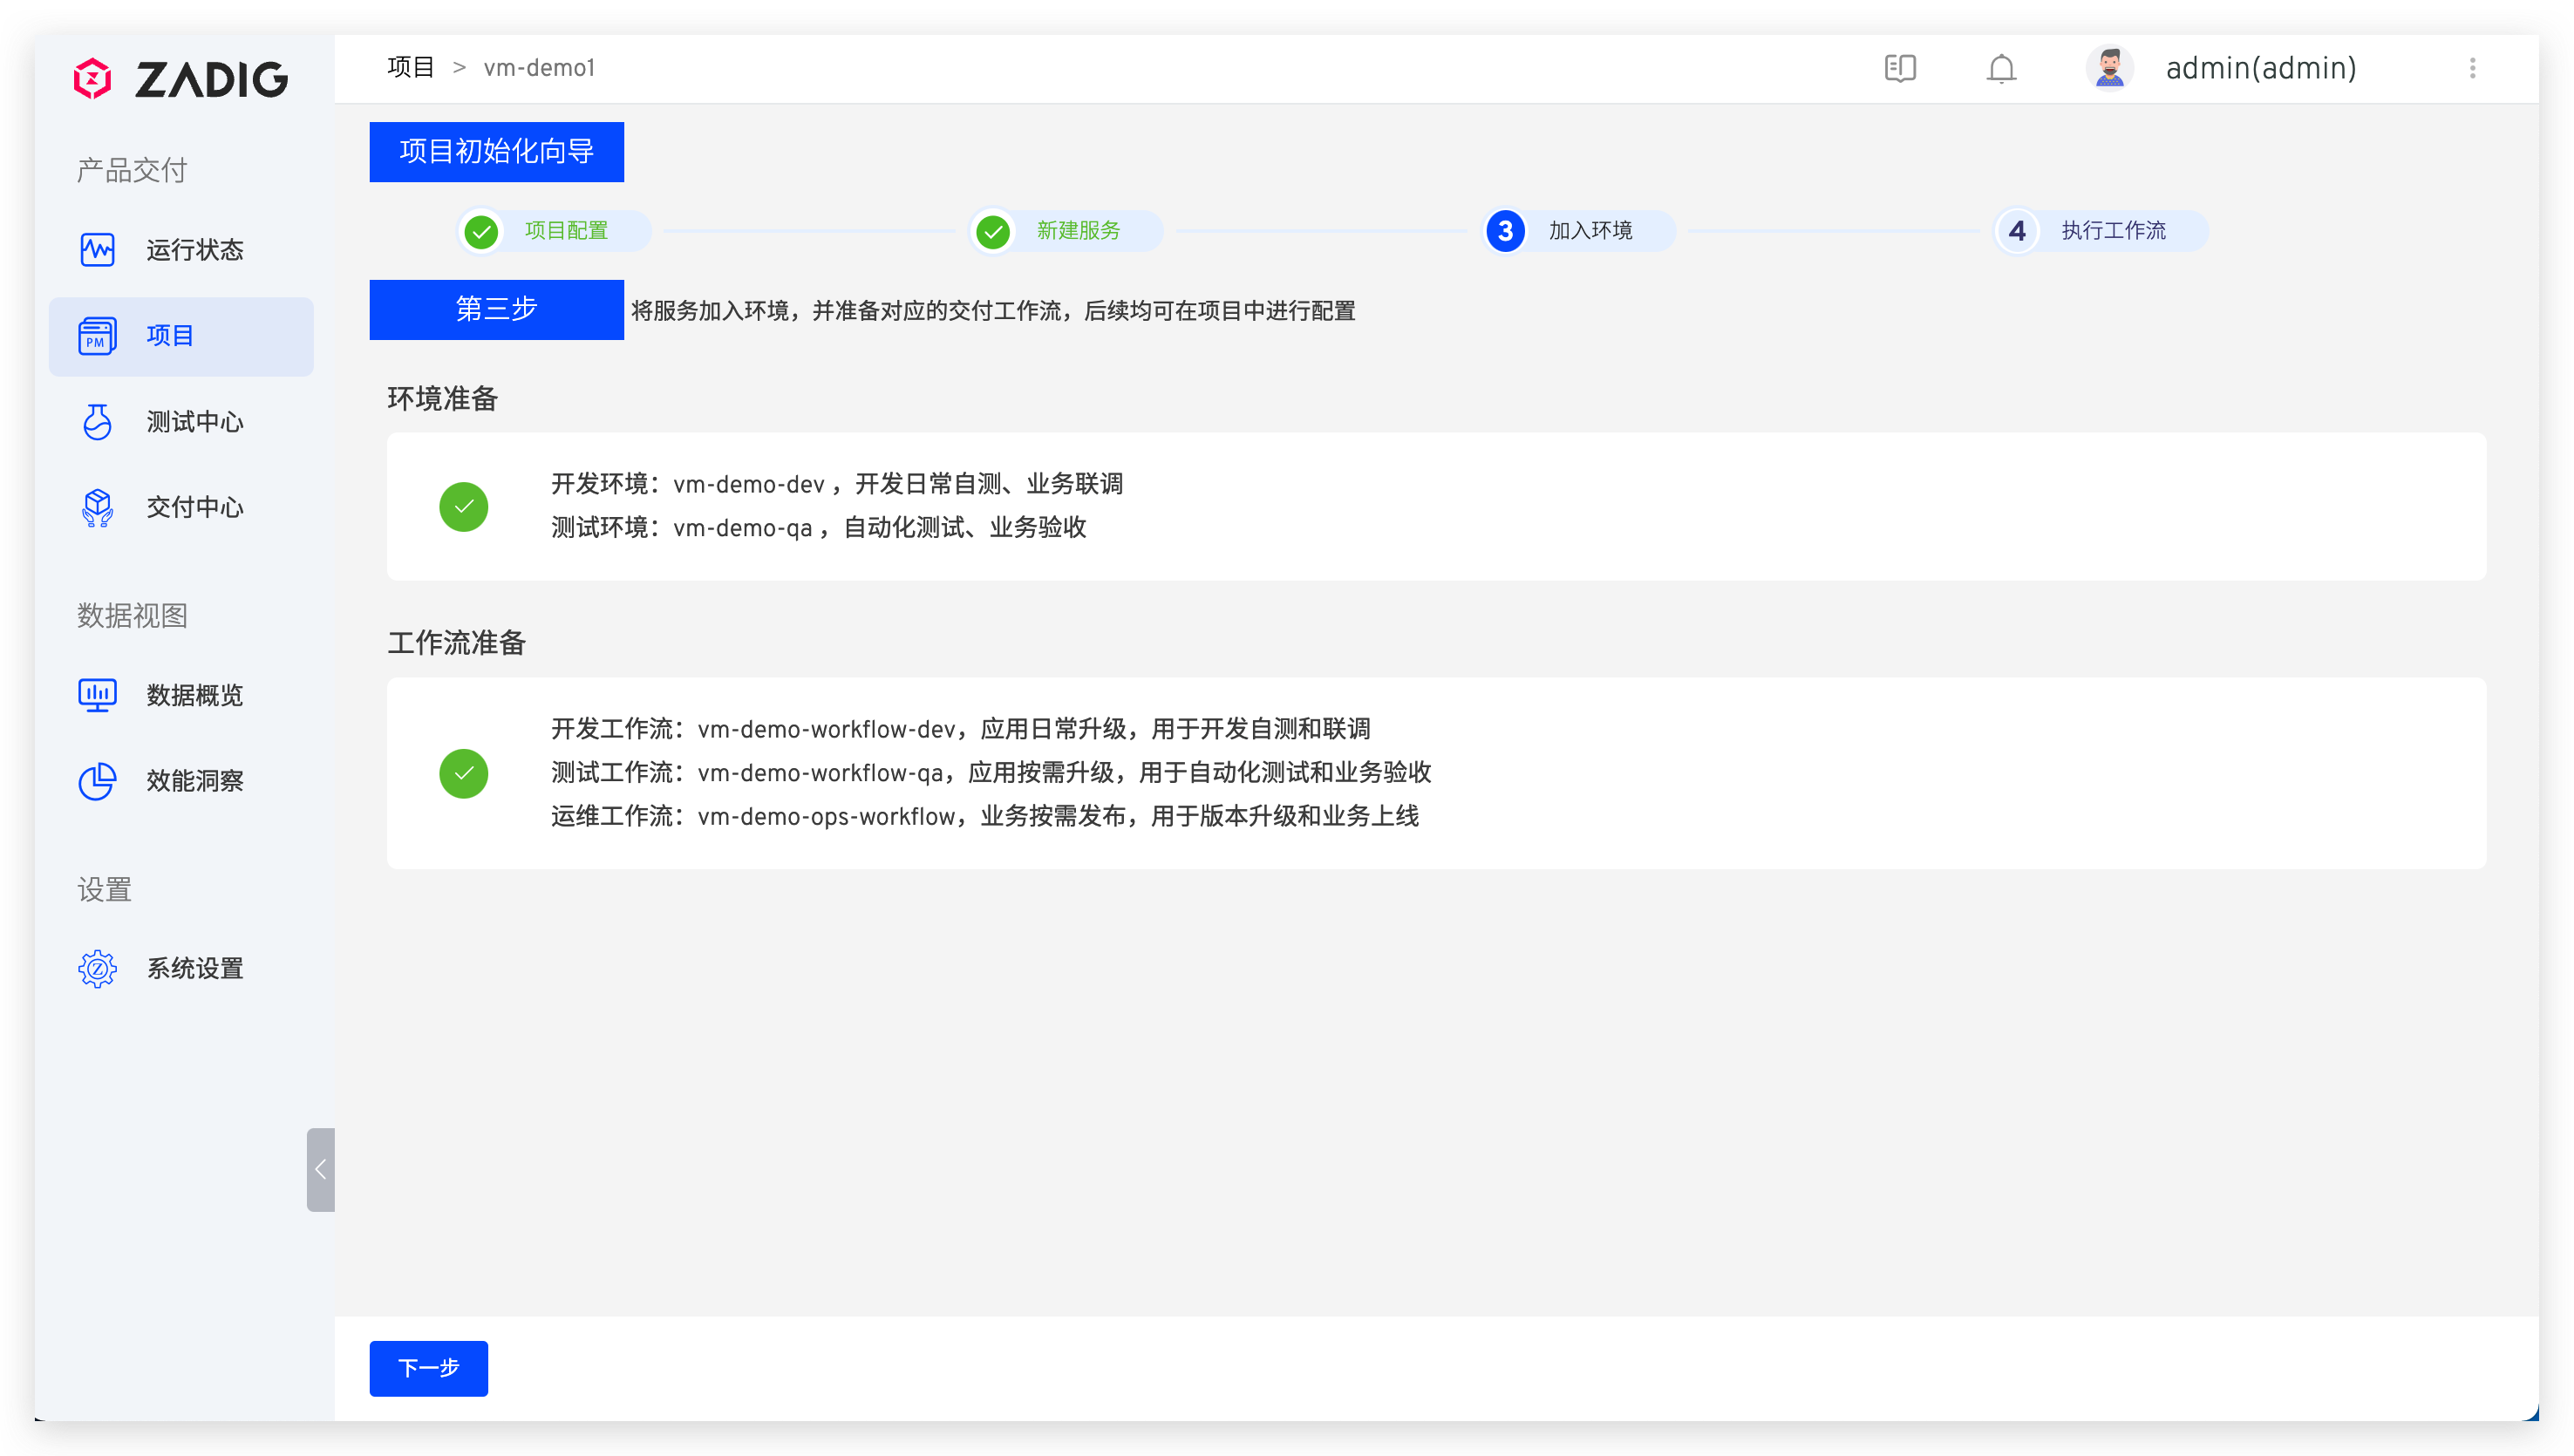 ZADIG
项目 > vm-demo1
admin(admin)
产品交付
运行状态
PM
项目
测试中心
交付中心
数据视图
数据概览
效能洞察
设置
Z
系统设置
项目初始化向导
项目配置
新建服务
3 加入环境
4 执行工作流
第三步 将服务加入环境，并准备对应的交付工作流，后续均可在项目中进行配置
环境准备
开发环境：vm-demo-dev ，开发日常自测、业务联调
测试环境：vm-demo-qa ，自动化测试、业务验收
工作流准备
开发工作流：vm-demo-workflow-dev，应用日常升级，用于开发自测和联调
测试工作流：vm-demo-workflow-qa，应用按需升级，用于自动化测试和业务验收
运维工作流：vm-demo-ops-workflow，业务按需发布，用于版本升级和业务上线
下一步